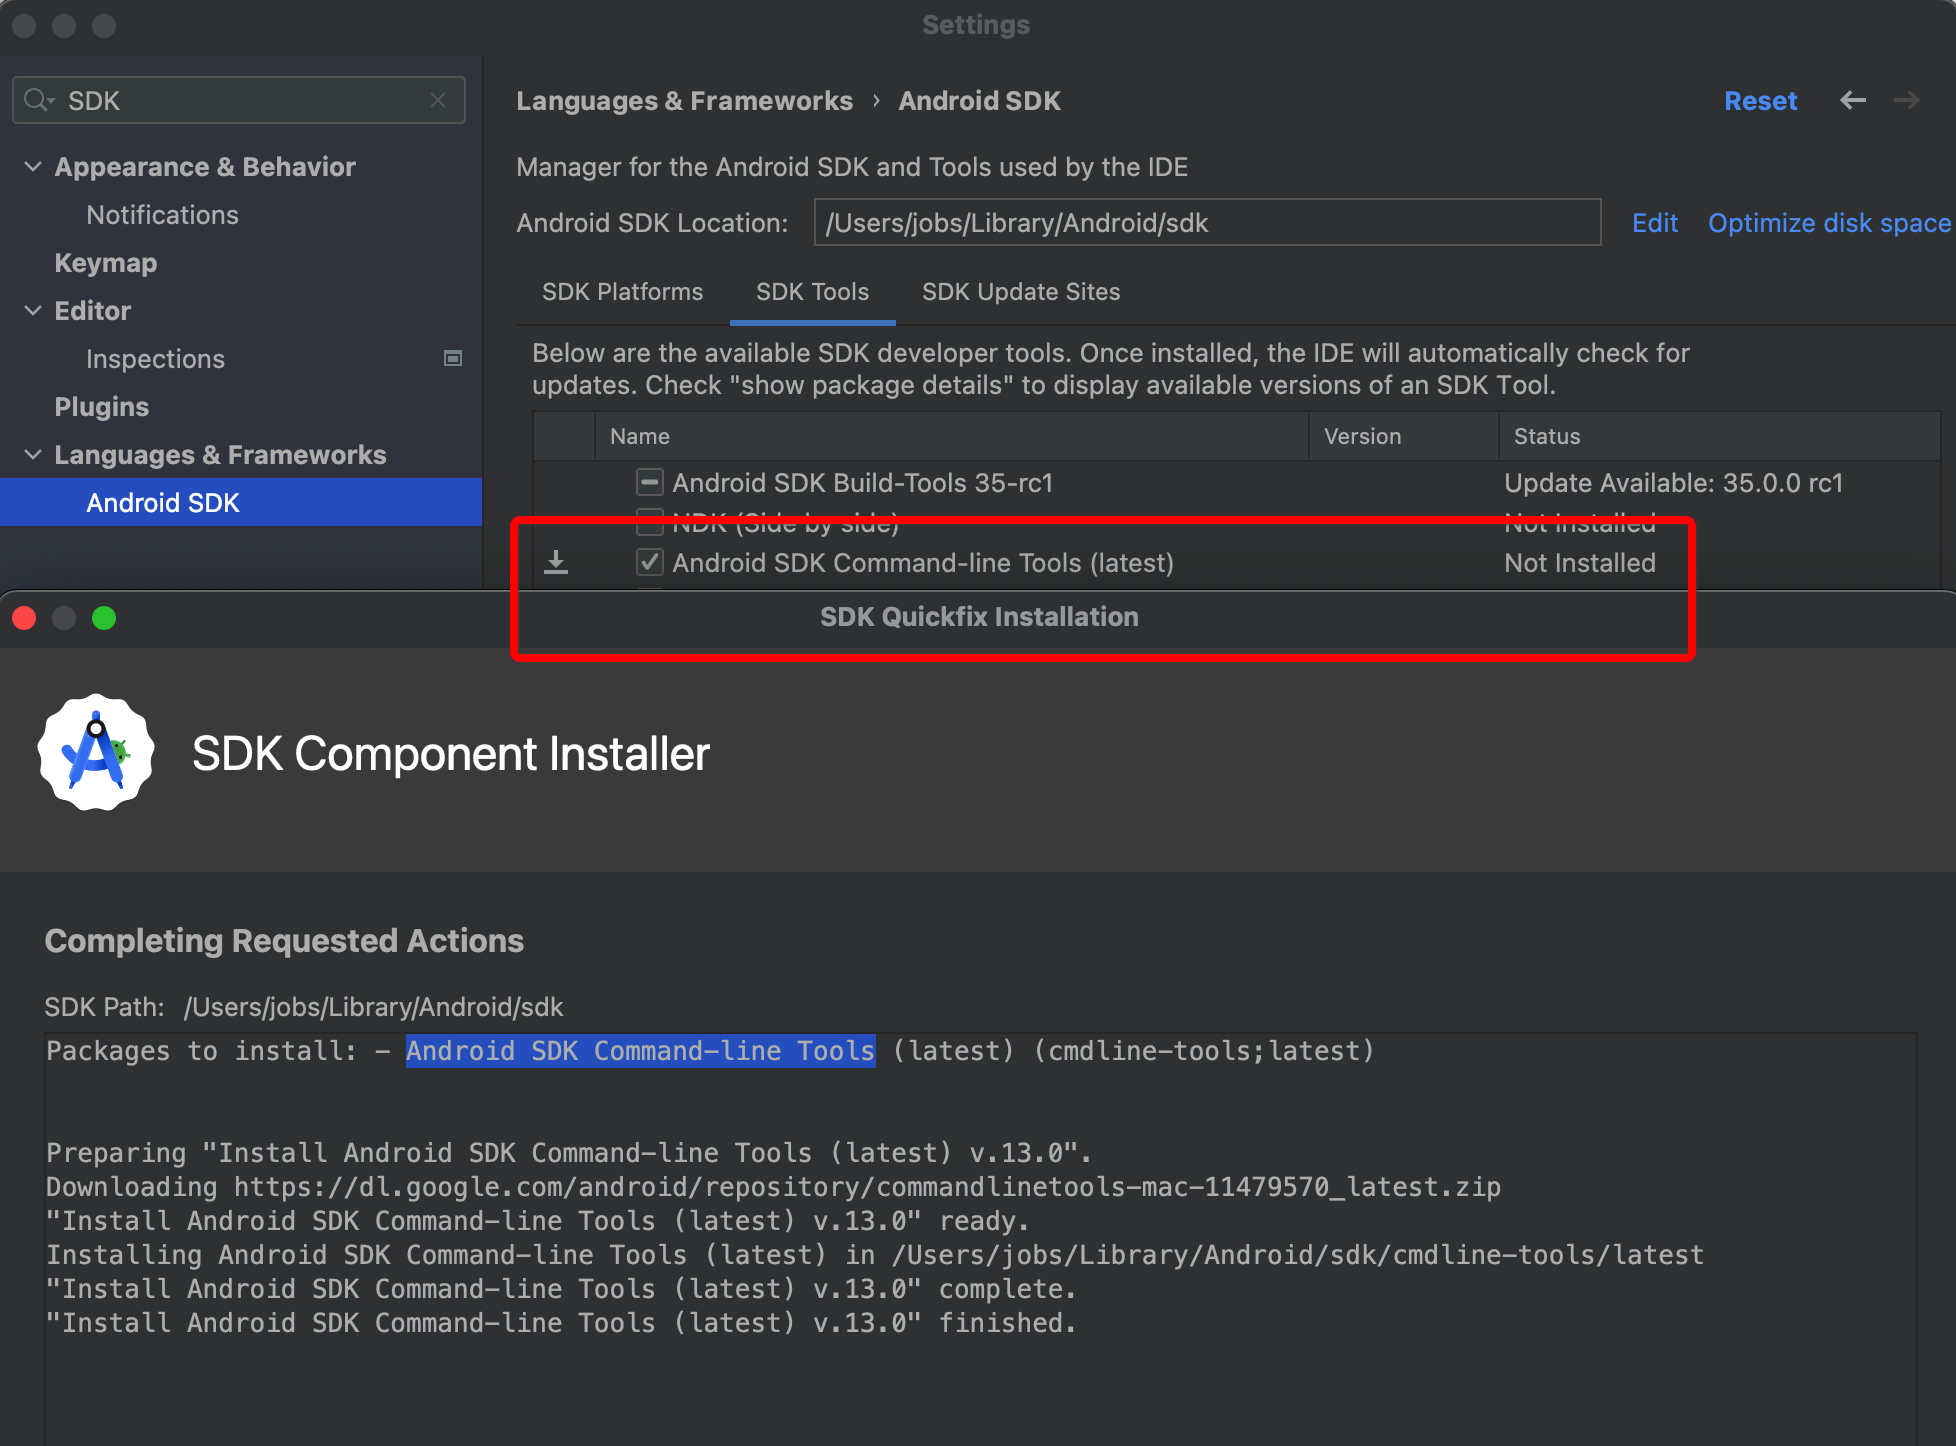 Settings
SDK
Appearance & Behavior
Notifications
Keymap
Editor
Inspections
Plugins
Languages & Frameworks
Android SDK
Languages & Frameworks › Android SDK
Reset
Manager for the Android SDK and Tools used by the IDE
Android SDK Location: /Users/jobs/Library/Android/sdk Edit Optimize disk space
SDK Platforms SDK Tools SDK Update Sites
Below are the available SDK developer tools. Once installed, the IDE will automatically check for
updates. Check "show package details" to display available versions of an SDK Tool.
Name Version Status
Android SDK Build-Tools 35-rc1 Update Available: 35.0.0 rc1
NDK (Side by side) Not Installed
Android SDK Command-line Tools (latest) Not Installed
SDK Quickfix Installation
SDK Component Installer
Completing Requested Actions
SDK Path: /Users/jobs/Library/Android/sdk
Packages to install: - Android SDK Command-line Tools (latest) (cmdline-tools;latest)
Preparing "Install Android SDK Command-line Tools (latest) v.13.0".
Downloading https://dl.google.com/android/repository/commandlinetools-mac-11479570_latest.zip
"Install Android SDK Command-line Tools (latest) v.13.0" ready.
Installing Android SDK Command-line Tools (latest) in /Users/jobs/Library/Android/sdk/cmdline-tools/latest
"Install Android SDK Command-line Tools (latest) v.13.0" complete.
"Install Android SDK Command-line Tools (latest) v.13.0" finished.